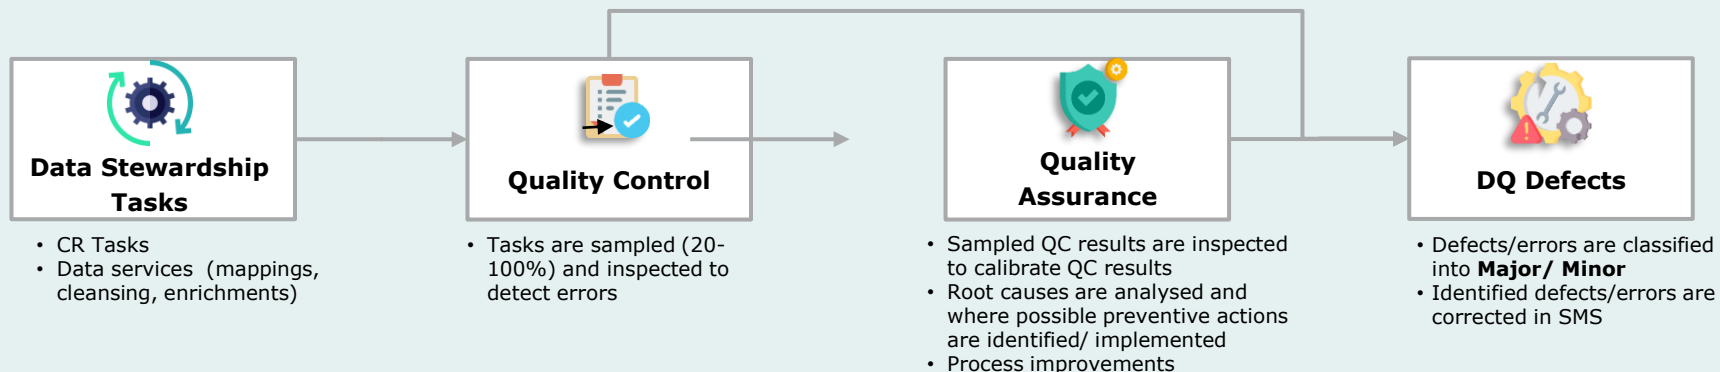 Data Stewardship
Tasks
• CR Tasks
• Data services  (mappings,
cleansing, enrichments)
Quality Control
• Tasks are sampled (20-
100%) and inspected to
detect errors
Quality
Assurance
• Sampled QC results are inspected
to calibrate QC results
• Root causes are analysed and
where possible preventive actions
are identified/ implemented
• Process improvements
DQ Defects
• Defects/errors are classified
into Major/ Minor
• Identified defects/errors are
corrected in SMS